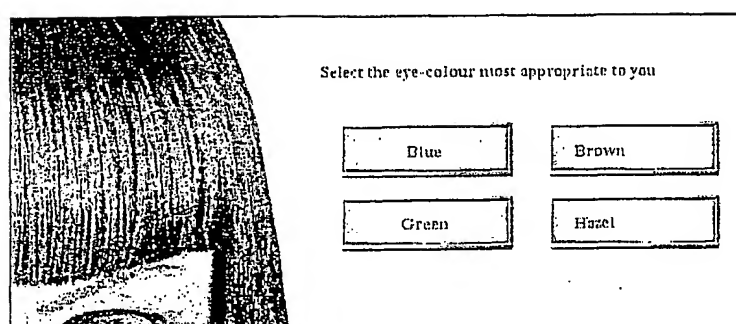 Select the eye-colour most appropriate to you
Blue
Brown
Green
Hazel